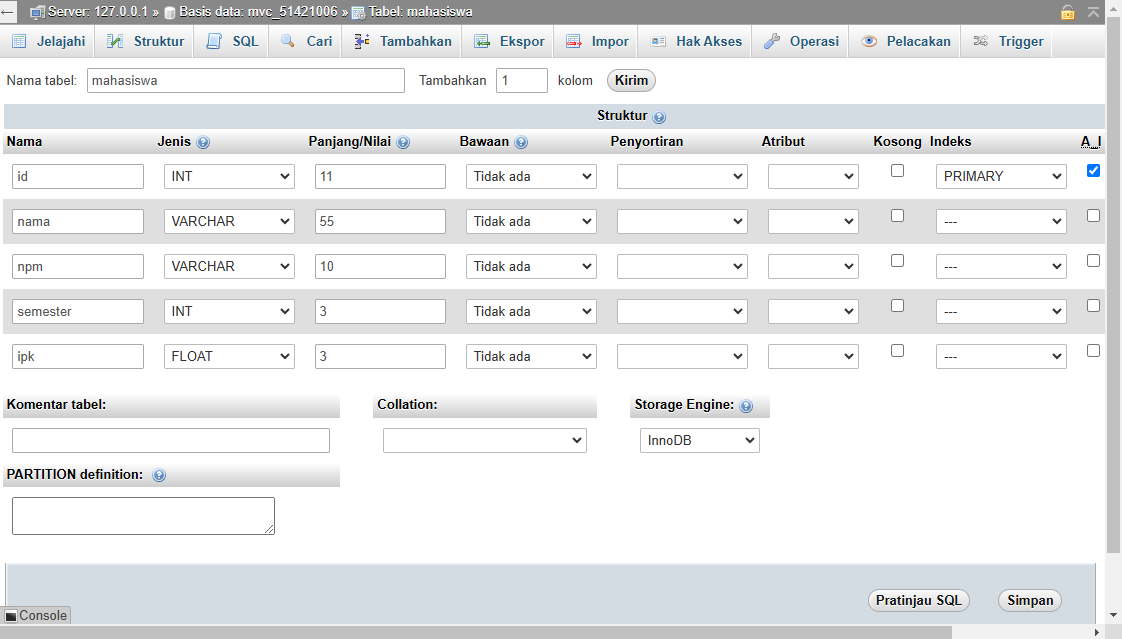 Server: 127.0.0.1 » Basis data: mvc_51421006 » Tabel: mahasiswa
Jelajahi Struktur SQL Cari Tambahkan Ekspor Impor Hak Akses Operasi Pelacakan Trigger
Nama tabel: mahasiswa Tambahkan 1 kolom Kirim
Struktur
Nama Jenis Panjang/Nilai Bawaan Penyortiran Atribut Kosong Indeks A_I
id INT 11 Tidak ada PRIMARY
nama VARCHAR 55 Tidak ada ---
npm VARCHAR 10 Tidak ada ---
semester INT 3 Tidak ada ---
ipk FLOAT 3 Tidak ada ---
Komentar tabel: Collation: Storage Engine:
InnoDB
PARTITION definition:
Pratinjau SQL Simpan
Console